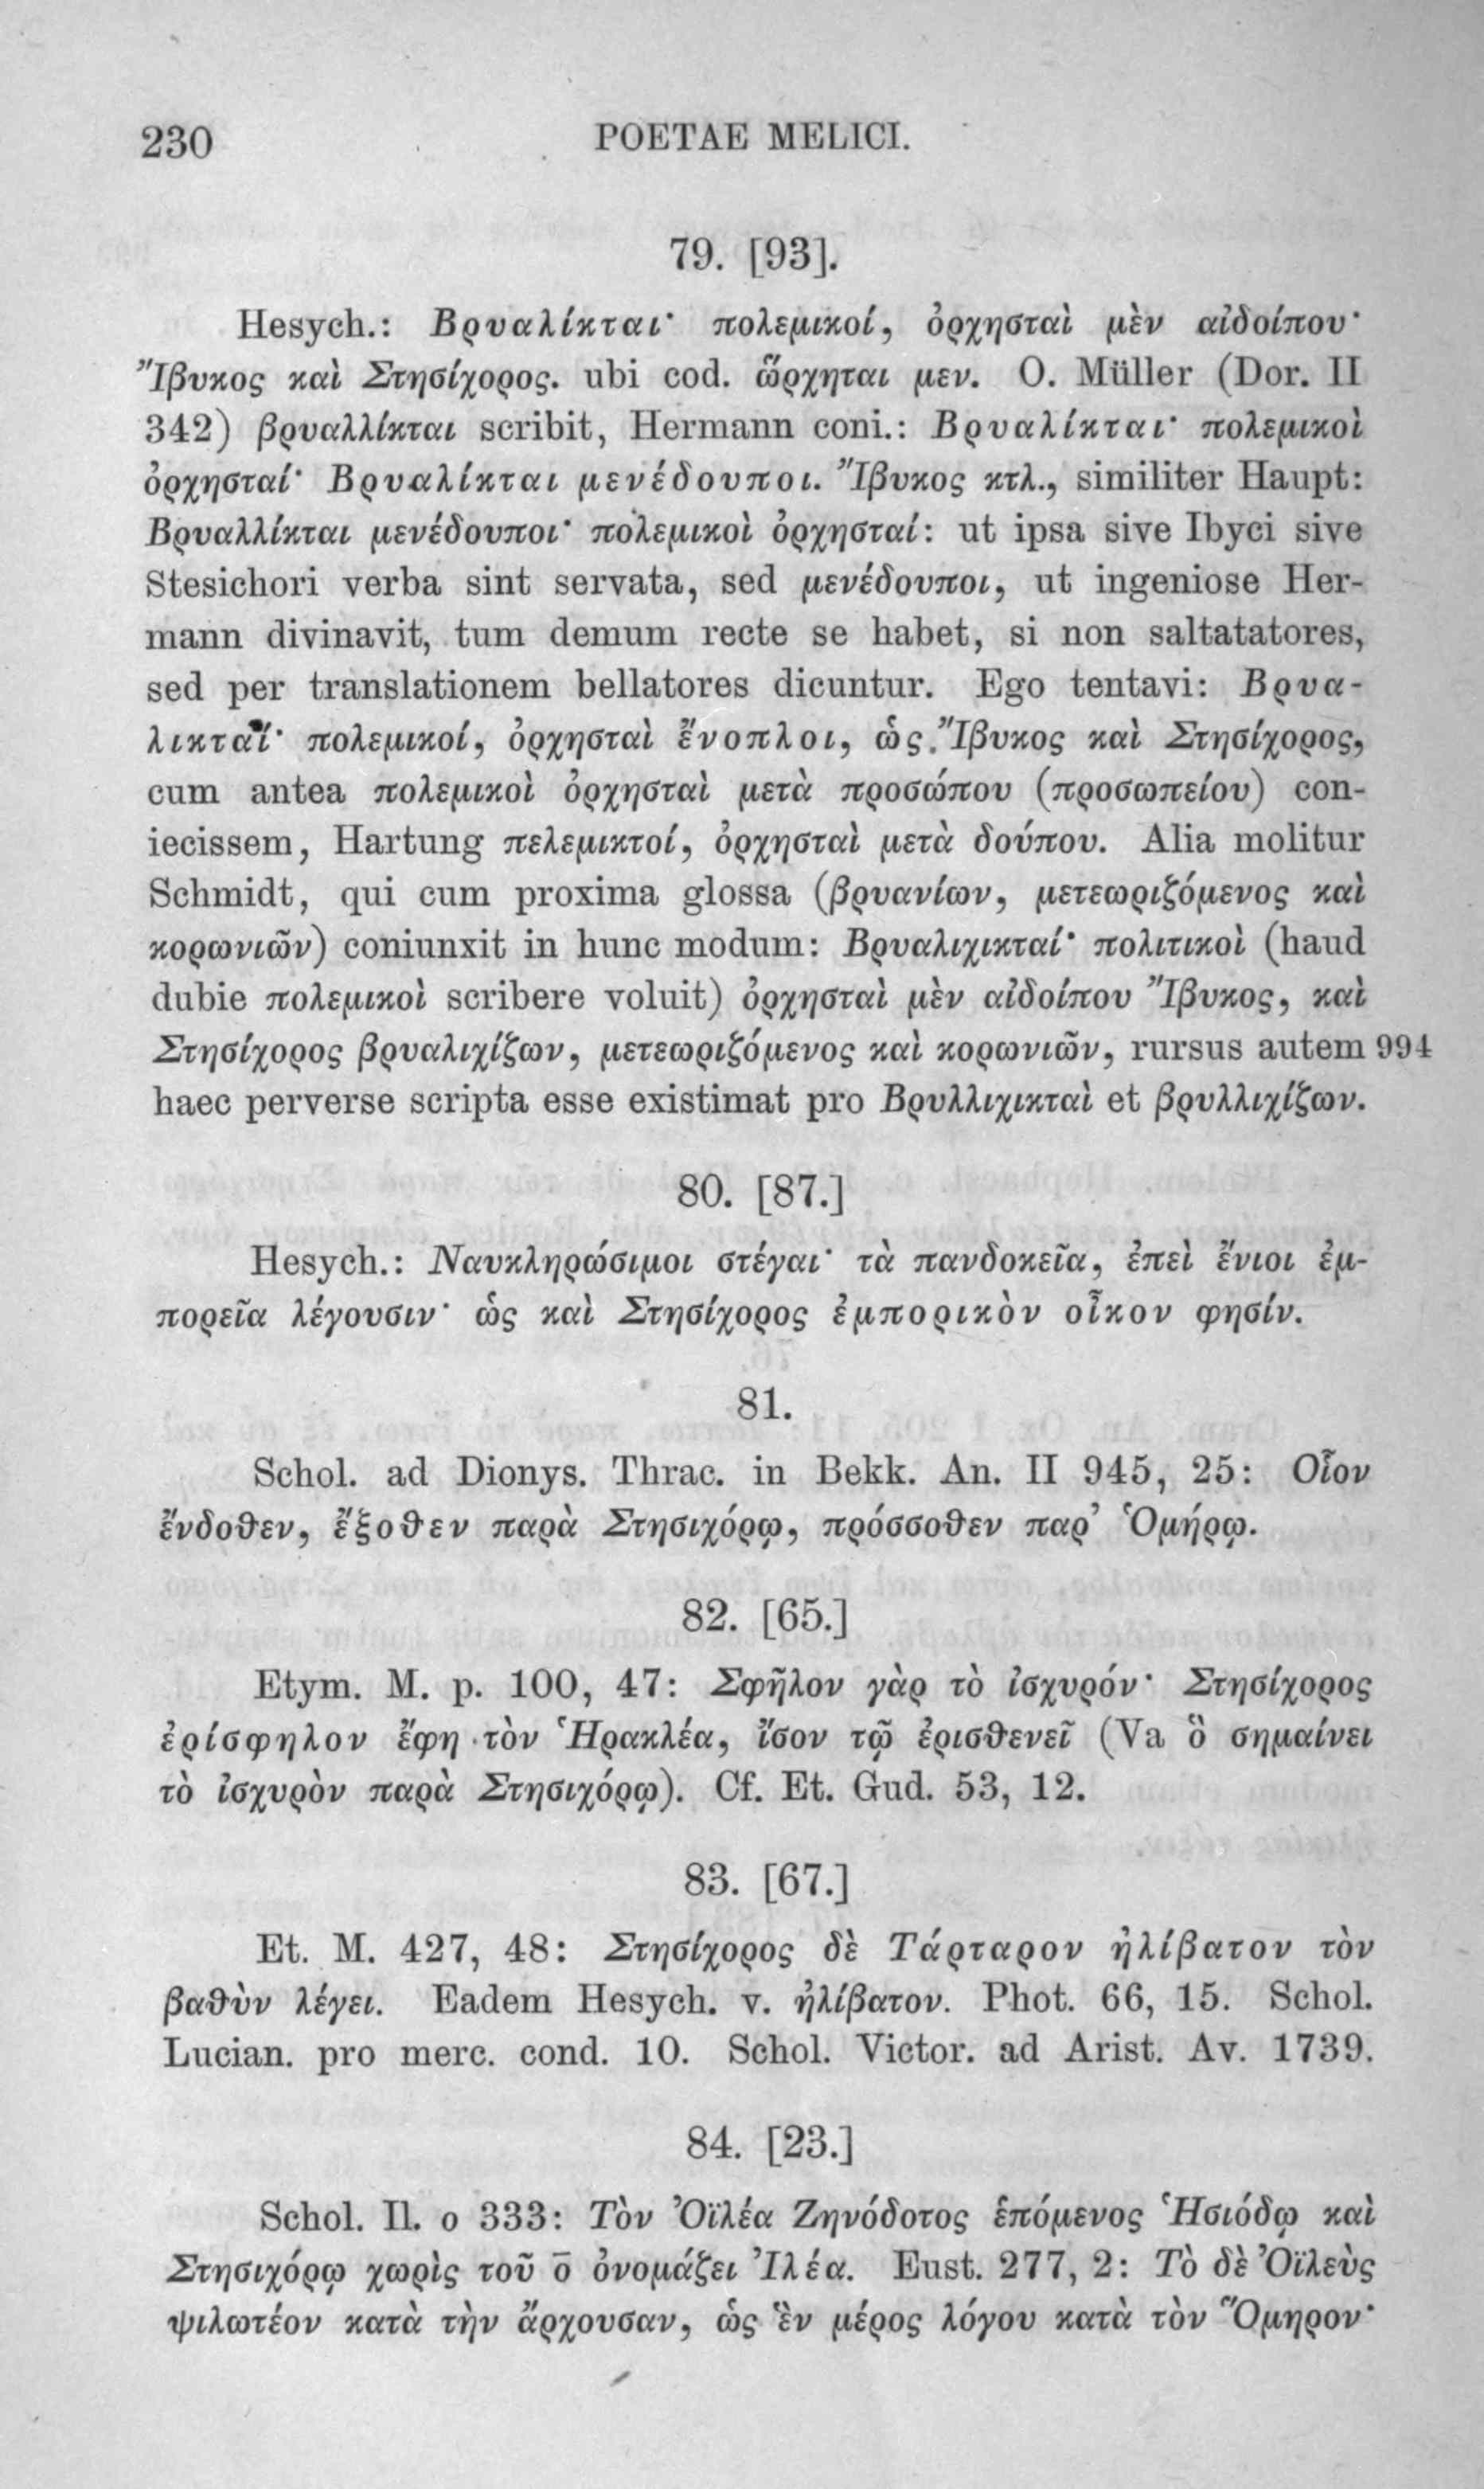 230
POETAE MELICI.
79. [93].
Hesych.: Βρυαλίκται· πολεμικοί, ὀρχησταὶ μὲν αἰδοίπου·
Ἴβυκος καὶ Στησίχορος. ubi cod. ὥρχηται μεν. O. Müller (Dor. II
342) βρυαλλίκται scribit, Hermann coni.: Βρυαλίκται· πολεμικοὶ
ὀρχησταί· Βρυαλίκται μενέδουποι. Ἴβυκος κτλ., similiter Haupt:
Βρυαλλίκται μενέδουποι· πολεμικοὶ ὀρχησταί: ut ipsa sive Ibyci sive
Stesichori verba sint servata, sed μενέδουποι, ut ingeniose Her-
mann divinavit, tum demum recte se habet, si non saltatatores,
sed per translationem bellatores dicuntur. Ego tentavi: Βρυα-
λικταί· πολεμικοί, ὀρχησταὶ ἔνοπλοι, ὡς Ἴβυκος καὶ Στησίχορος,
cum antea πολεμικοὶ ὀρχησταὶ μετὰ προσώπου (προσωπείου) con-
iecissem, Hartung πελεμικτοί, ὀρχησταὶ μετὰ δούπου. Alia molitur
Schmidt, qui cum proxima glossa (βρυανίων, μετεωριζόμενος καὶ
κορωνιῶν) coniunxit in hunc modum: Βρυαλιχικταί· πολιτικοὶ (haud
dubie πολεμικοὶ scribere voluit) ὀρχησταὶ μὲν αἰδοίπου Ἴβυκος, καὶ
Στησίχορος βρυαλιχίζων, μετεωριζόμενος καὶ κορωνιῶν, rursus autem 994
haec perverse scripta esse existimat pro Βρυλλιχικταὶ et βρυλλιχίζων.
80. [87.]
Hesych.: Ναυκληρώσιμοι στέγαι· τὰ πανδοκεῖα, ἐπεὶ ἔνιοι ἐμ-
πορεῖα λέγουσιν· ὡς καὶ Στησίχορος ἐμπορικὸν οἶκον φησίν.
81.
Schol. ad Dionys. Thrac. in Bekk. An. II 945, 25: Οἷον
ἔνδοθεν, ἔξοθεν παρὰ Στησιχόρῳ, πρόσσοθεν παρ’ Ὁμήρῳ.
82. [65.]
Etym. M. p. 100, 47: Σφῆλον γὰρ τὸ ἰσχυρόν· Στησίχορος
ἐρίσφηλον ἔφη τὸν Ἡρακλέα, ἴσον τῷ ἐρισθενεῖ (Va ὃ σημαίνει
τὸ ἰσχυρὸν παρὰ Στησιχόρῳ). Cf. Et. Gud. 53, 12.
83. [67.]
Et. M. 427, 48: Στησίχορος δὲ Τάρταρον ἠλίβατον τὸν
βαθὺν λέγει. Eadem Hesych. v. ἠλίβατον. Phot. 66, 15. Schol.
Lucian. pro merc. cond. 10. Schol. Victor. ad Arist. Av. 1739.
84. [23.]
Schol. Il. ο 333: Τὸν Ὀϊλέα Ζηνόδοτος ἑπόμενος Ἡσιόδῳ καὶ
Στησιχόρῳ χωρὶς τοῦ ο̄ ὀνομάζει Ἰλέα. Eust. 277, 2: Τὸ δὲ Ὀϊλεὺς
ψιλωτέον κατὰ τὴν ἄρχουσαν, ὡς ἓν μέρος λόγου κατὰ τὸν Ὅμηρον·